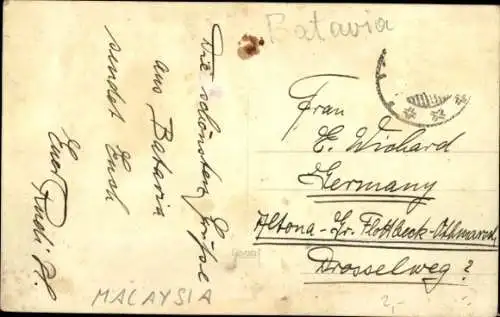 Batavia
Die schönsten Grüße
aus Batavia
sendet Euch
Euer Rudi H.
Frau
E. Wichard
Germany
Altona-Gr. Flottbeck-Othmarsch.
Drosselweg ?
MALAYSIA
2,-